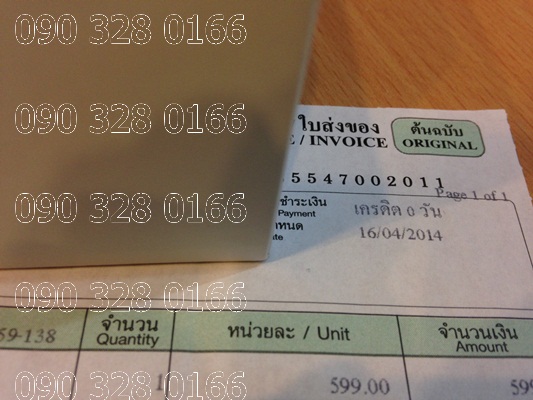 090 328 0166
090 328 0166
ใบส่งของ
/ INVOICE
ต้นฉบับ
ORIGINAL
5547002011
Page 1 of 1
090 328 0166
ชำระเงิน
Payment
เครดิต 0 วัน
16/04/2014
090 328 0166
59-138
จำนวน
Quantity
หน่วยละ / Unit
จำนวนเงิน
Amount
090 328 0166
1
599.00